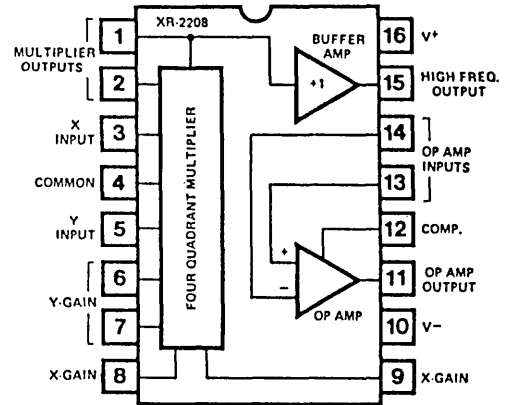 XR-2208
1
MULTIPLIER
OUTPUTS
2
X
INPUT
3
COMMON
4
Y
INPUT
5
6
Y-GAIN
7
X-GAIN
8
FOUR QUADRANT MULTIPLIER
BUFFER
AMP
+1
+
−
OP AMP
16
V+
15
HIGH FREQ.
OUTPUT
14
OP AMP
INPUTS
13
12
COMP.
11
OP AMP
OUTPUT
10
V−
9
X-GAIN